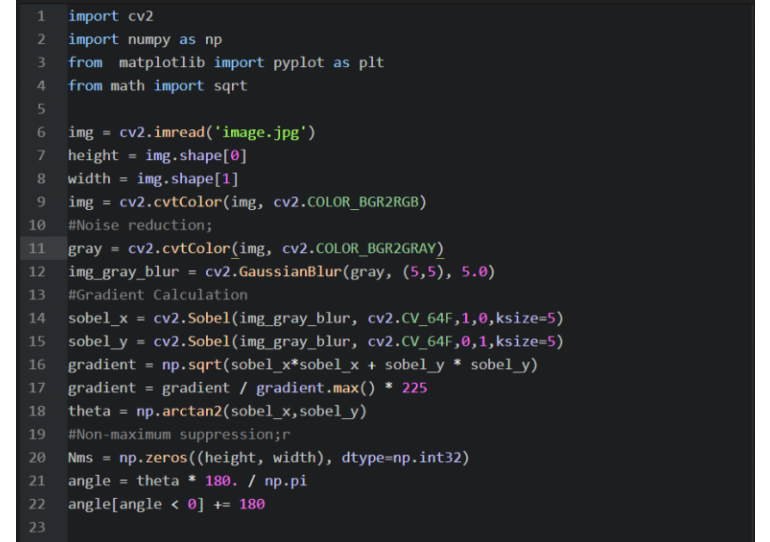 1 import cv2
2 import numpy as np
3 from  matplotlib import pyplot as plt
4 from math import sqrt
5
6 img = cv2.imread('image.jpg')
7 height = img.shape[0]
8 width = img.shape[1]
9 img = cv2.cvtColor(img, cv2.COLOR_BGR2RGB)
10 #Noise reduction;
11 gray = cv2.cvtColor(img, cv2.COLOR_BGR2GRAY)
12 img_gray_blur = cv2.GaussianBlur(gray, (5,5), 5.0)
13 #Gradient Calculation
14 sobel_x = cv2.Sobel(img_gray_blur, cv2.CV_64F,1,0,ksize=5)
15 sobel_y = cv2.Sobel(img_gray_blur, cv2.CV_64F,0,1,ksize=5)
16 gradient = np.sqrt(sobel_x*sobel_x + sobel_y * sobel_y)
17 gradient = gradient / gradient.max() * 225
18 theta = np.arctan2(sobel_x,sobel_y)
19 #Non-maximum suppression;r
20 Nms = np.zeros((height, width), dtype=np.int32)
21 angle = theta * 180. / np.pi
22 angle[angle < 0] += 180
23